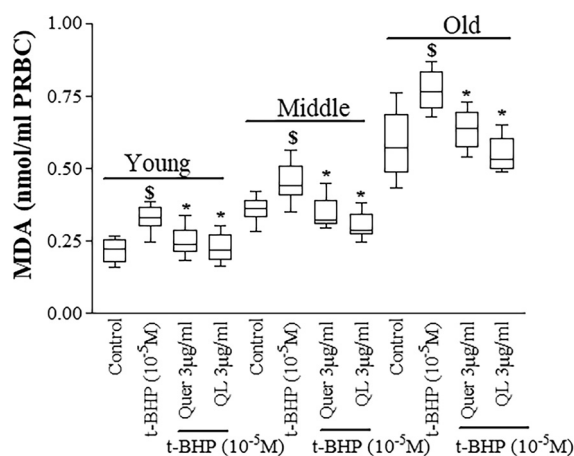 MDA (nmol/ml PRBC)
1.00
0.75
0.50
0.25
0.00
Young
Middle
Old
$
*
*
$
*
*
$
*
*
Control
t-BHP (10⁻⁵M)
Quer 3µg/ml
QL 3µg/ml
Control
t-BHP (10⁻⁵M)
Quer 3µg/ml
QL 3µg/ml
Control
t-BHP (10⁻⁵M)
Quer 3µg/ml
QL 3µg/ml
t-BHP (10⁻⁵M)
t-BHP (10⁻⁵M)
t-BHP (10⁻⁵M)